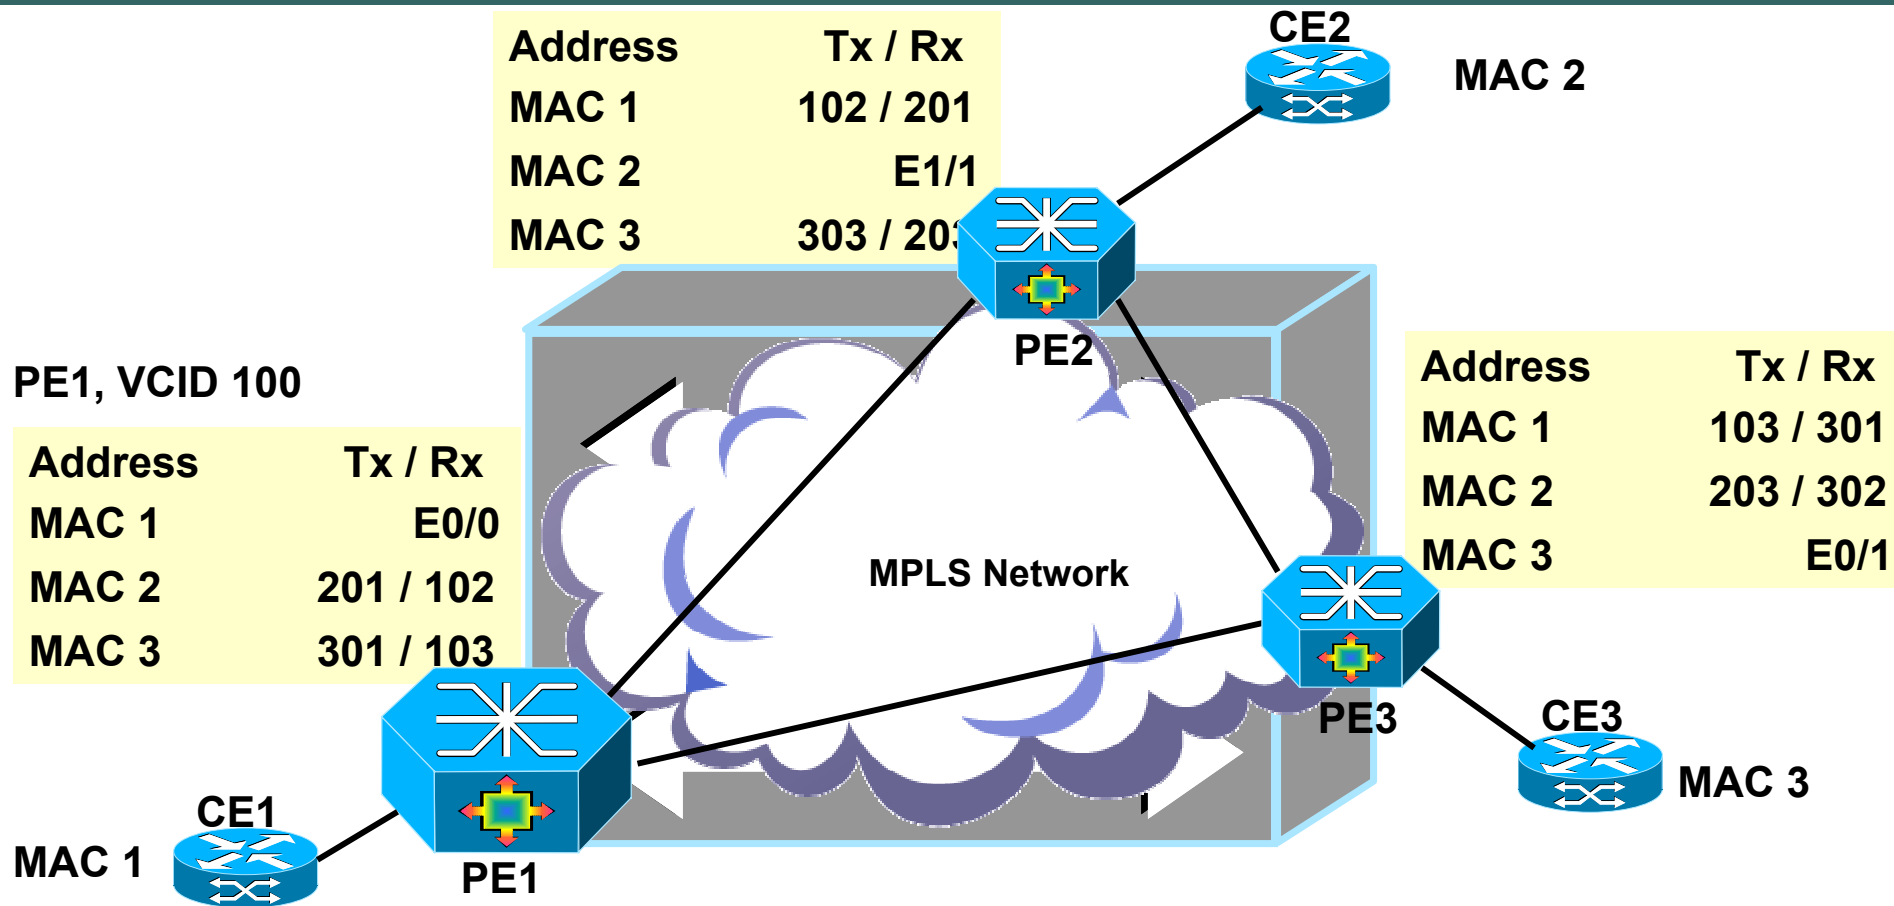 Address Tx / Rx
MAC 1 102 / 201
MAC 2 E1/1
MAC 3 303 / 203
CE2
MAC 2
PE2
PE1, VCID 100
Address Tx / Rx
MAC 1 E0/0
MAC 2 201 / 102
MAC 3 301 / 103
Address Tx / Rx
MAC 1 103 / 301
MAC 2 203 / 302
MAC 3 E0/1
MPLS Network
PE3
CE3
MAC 3
CE1
MAC 1
PE1